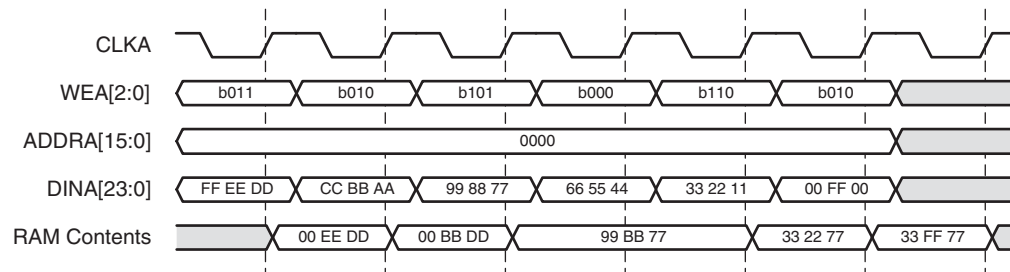 CLKA
WEA[2:0] b011 b010 b101 b000 b110 b010
ADDRA[15:0] 0000
DINA[23:0] FF EE DD CC BB AA 99 88 77 66 55 44 33 22 11 00 FF 00
RAM Contents 00 EE DD 00 BB DD 99 BB 77 33 22 77 33 FF 77